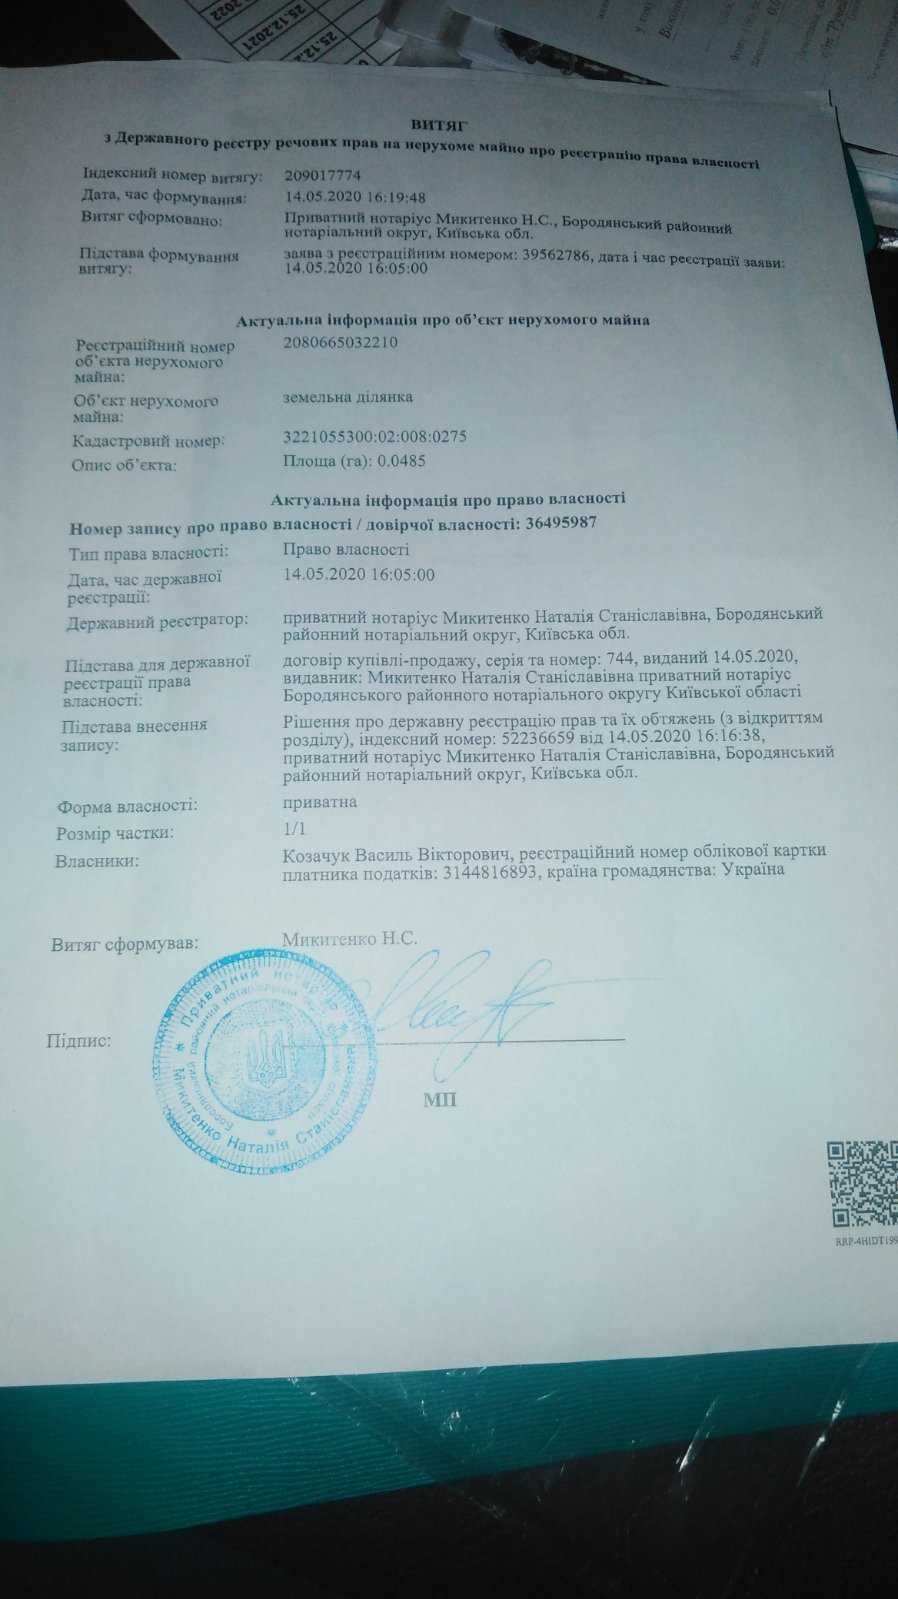 25.12.2021
2022
25.12.2
ВИТЯГ
з Державного реєстру речових прав на нерухоме майно про реєстрацію права власності
Індексний номер витягу: 209017774
Дата, час формування: 14.05.2020 16:19:48
Витяг сформовано: Приватний нотаріус Микитенко Н.С., Бородянський районний
нотаріальний округ, Київська обл.
Підстава формування заява з реєстраційним номером: 39562786, дата і час реєстрації заяви:
витягу: 14.05.2020 16:05:00
Актуальна інформація про об’єкт нерухомого майна
Реєстраційний номер 2080665032210
об’єкта нерухомого
майна:
Об’єкт нерухомого земельна ділянка
майна:
Кадастровий номер: 3221055300:02:008:0275
Опис об’єкта: Площа (га): 0.0485
Актуальна інформація про право власності
Номер запису про право власності / довірчої власності: 36495987
Тип права власності: Право власності
Дата, час державної 14.05.2020 16:05:00
реєстрації:
Державний реєстратор: приватний нотаріус Микитенко Наталія Станіславівна, Бородянський
районний нотаріальний округ, Київська обл.
Підстава для державної договір купівлі-продажу, серія та номер: 744, виданий 14.05.2020,
реєстрації права видавник: Микитенко Наталія Станіславівна приватний нотаріус
власності: Бородянського районного нотаріального округу Київської області
Підстава внесення Рішення про державну реєстрацію прав та їх обтяжень (з відкриттям
запису: розділу), індексний номер: 52236659 від 14.05.2020 16:16:38,
приватний нотаріус Микитенко Наталія Станіславівна, Бородянський
районний нотаріальний округ, Київська обл.
Форма власності: приватна
Розмір частки: 1/1
Власники: Козачук Василь Вікторович, реєстраційний номер облікової картки
платника податків: 3144816893, країна громадянства: Україна
Витяг сформував: Микитенко Н.С.
Підпис:
МП
Приватний нотаріус
Микитенко Наталія Станіславівна
RRP-4HIDT199